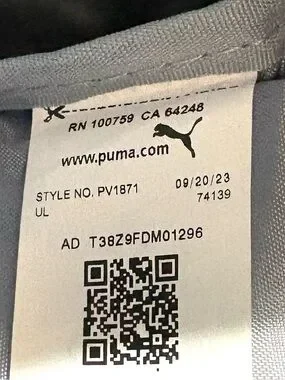 RN 100759 CA 64248
www.puma.com
STYLE NO. PV1871 09/20/23
UL 74139
AD T38Z9FDM01296